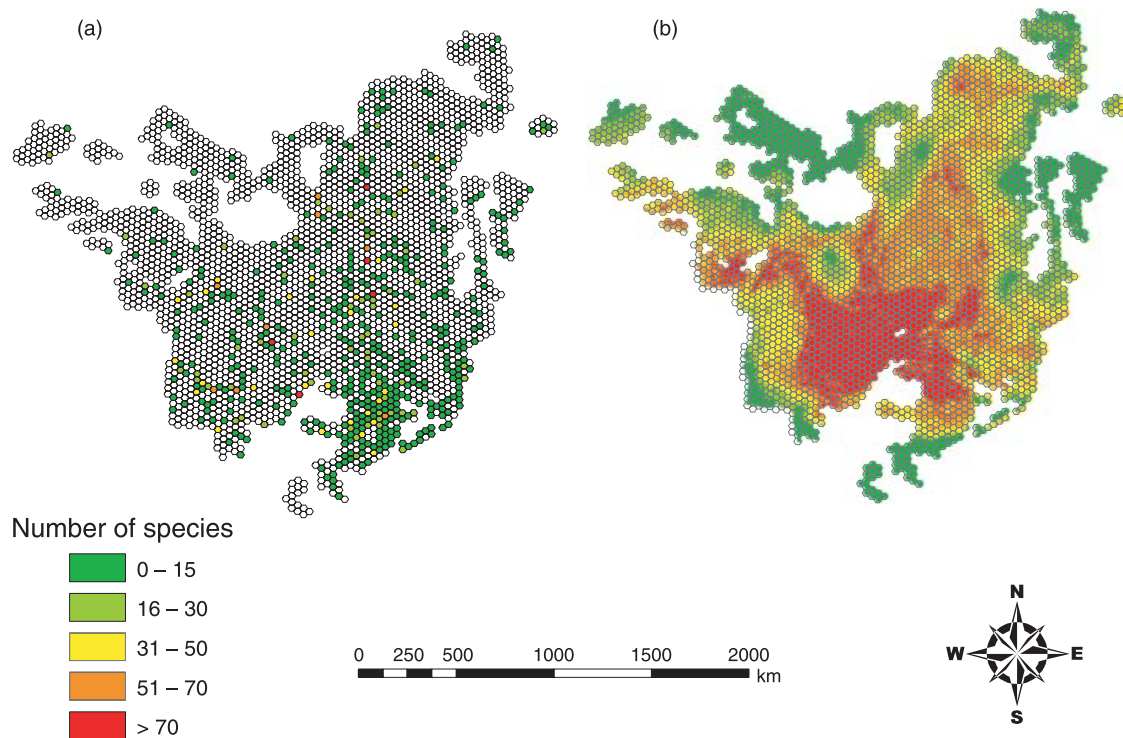 (a)
(b)
Number of species
0 – 15
16 – 30
31 – 50
51 – 70
> 70
0 250 500 1000 1500 2000
km
N
W E
S